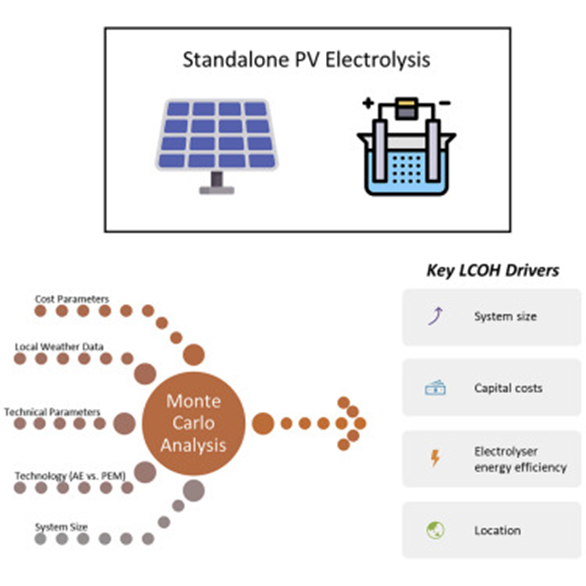 Standalone PV Electrolysis
+ −
Key LCOH Drivers
Cost Parameters
Local Weather Data
Technical Parameters
Technology (AE vs. PEM)
System Size
Monte
Carlo
Analysis
System size
Capital costs
Electrolyser
energy efficiency
Location